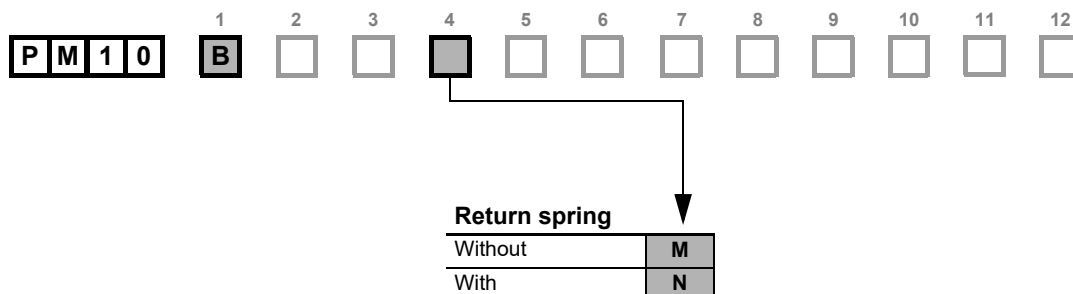 1 2 3 4 5 6 7 8 9 10 11 12
P M 1 0 B
Return spring
Without M
With N